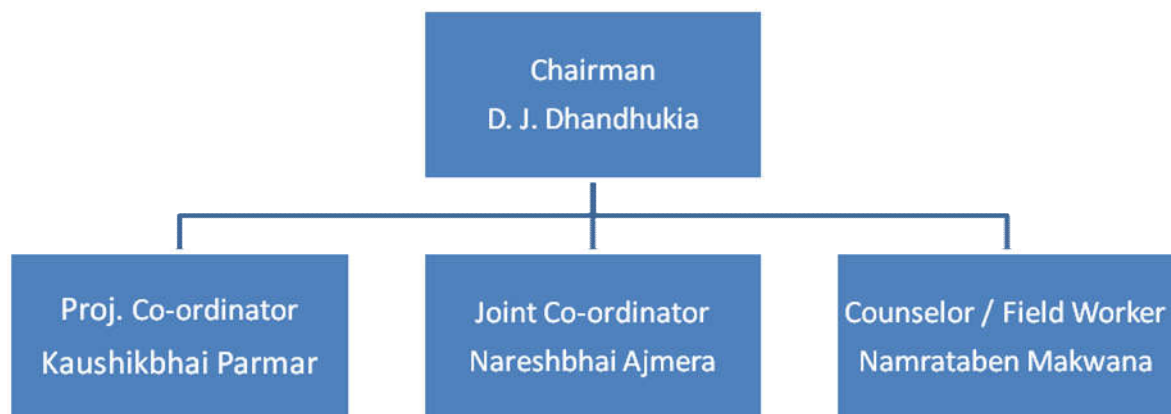 Chairman
D. J. Dhandhukia
Proj. Co-ordinator
Kaushikbhai Parmar
Joint Co-ordinator
Nareshbhai Ajmera
Counselor / Field Worker
Namrataben Makwana